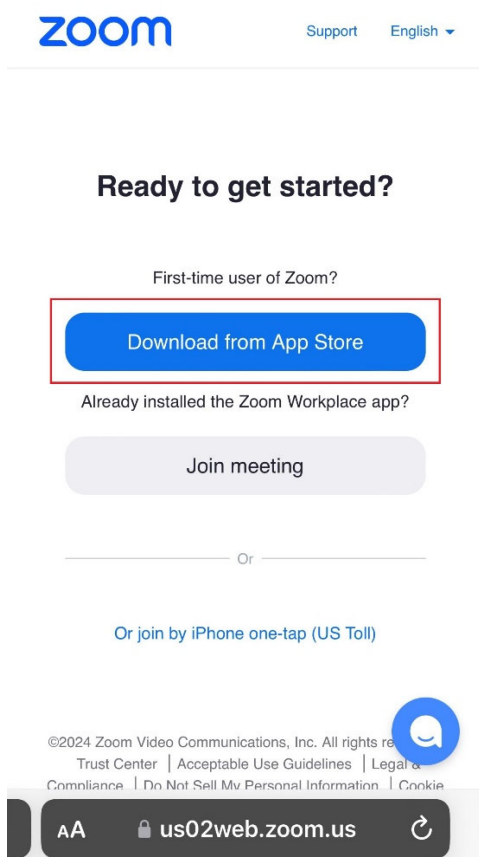 zoom
Support English
Ready to get started?
First-time user of Zoom?
Download from App Store
Already installed the Zoom Workplace app?
Join meeting
Or
Or join by iPhone one-tap (US Toll)
©2024 Zoom Video Communications, Inc. All rights
Trust Center | Acceptable Use Guidelines | Legal &
Compliance | Do Not Sell My Personal Information | Cookie
AA us02web.zoom.us